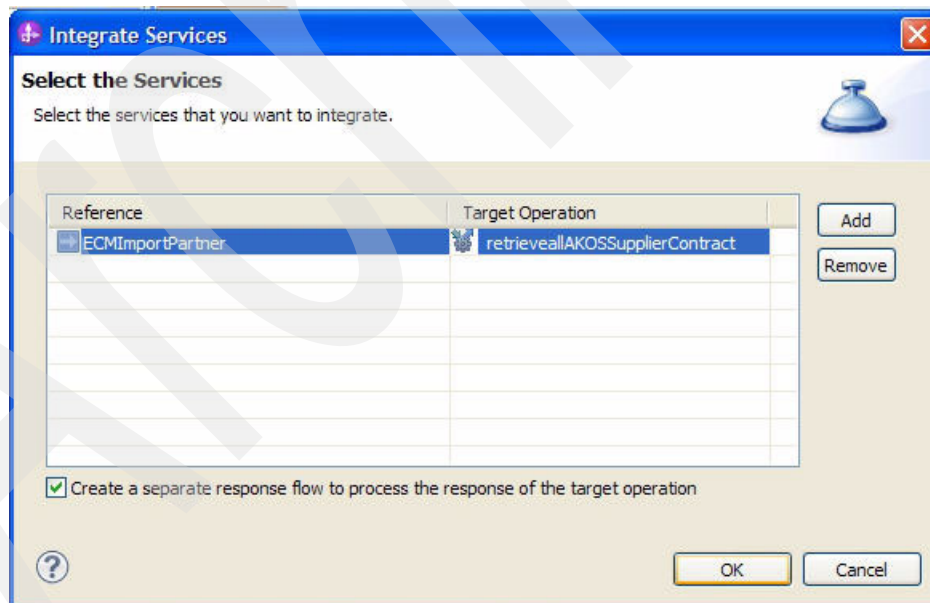 Integrate Services
Select the Services
Select the services that you want to integrate.
Reference Target Operation
ECMImportPartner retrieveallAKOSSupplierContract
Add
Remove
Create a separate response flow to process the response of the target operation
OK Cancel